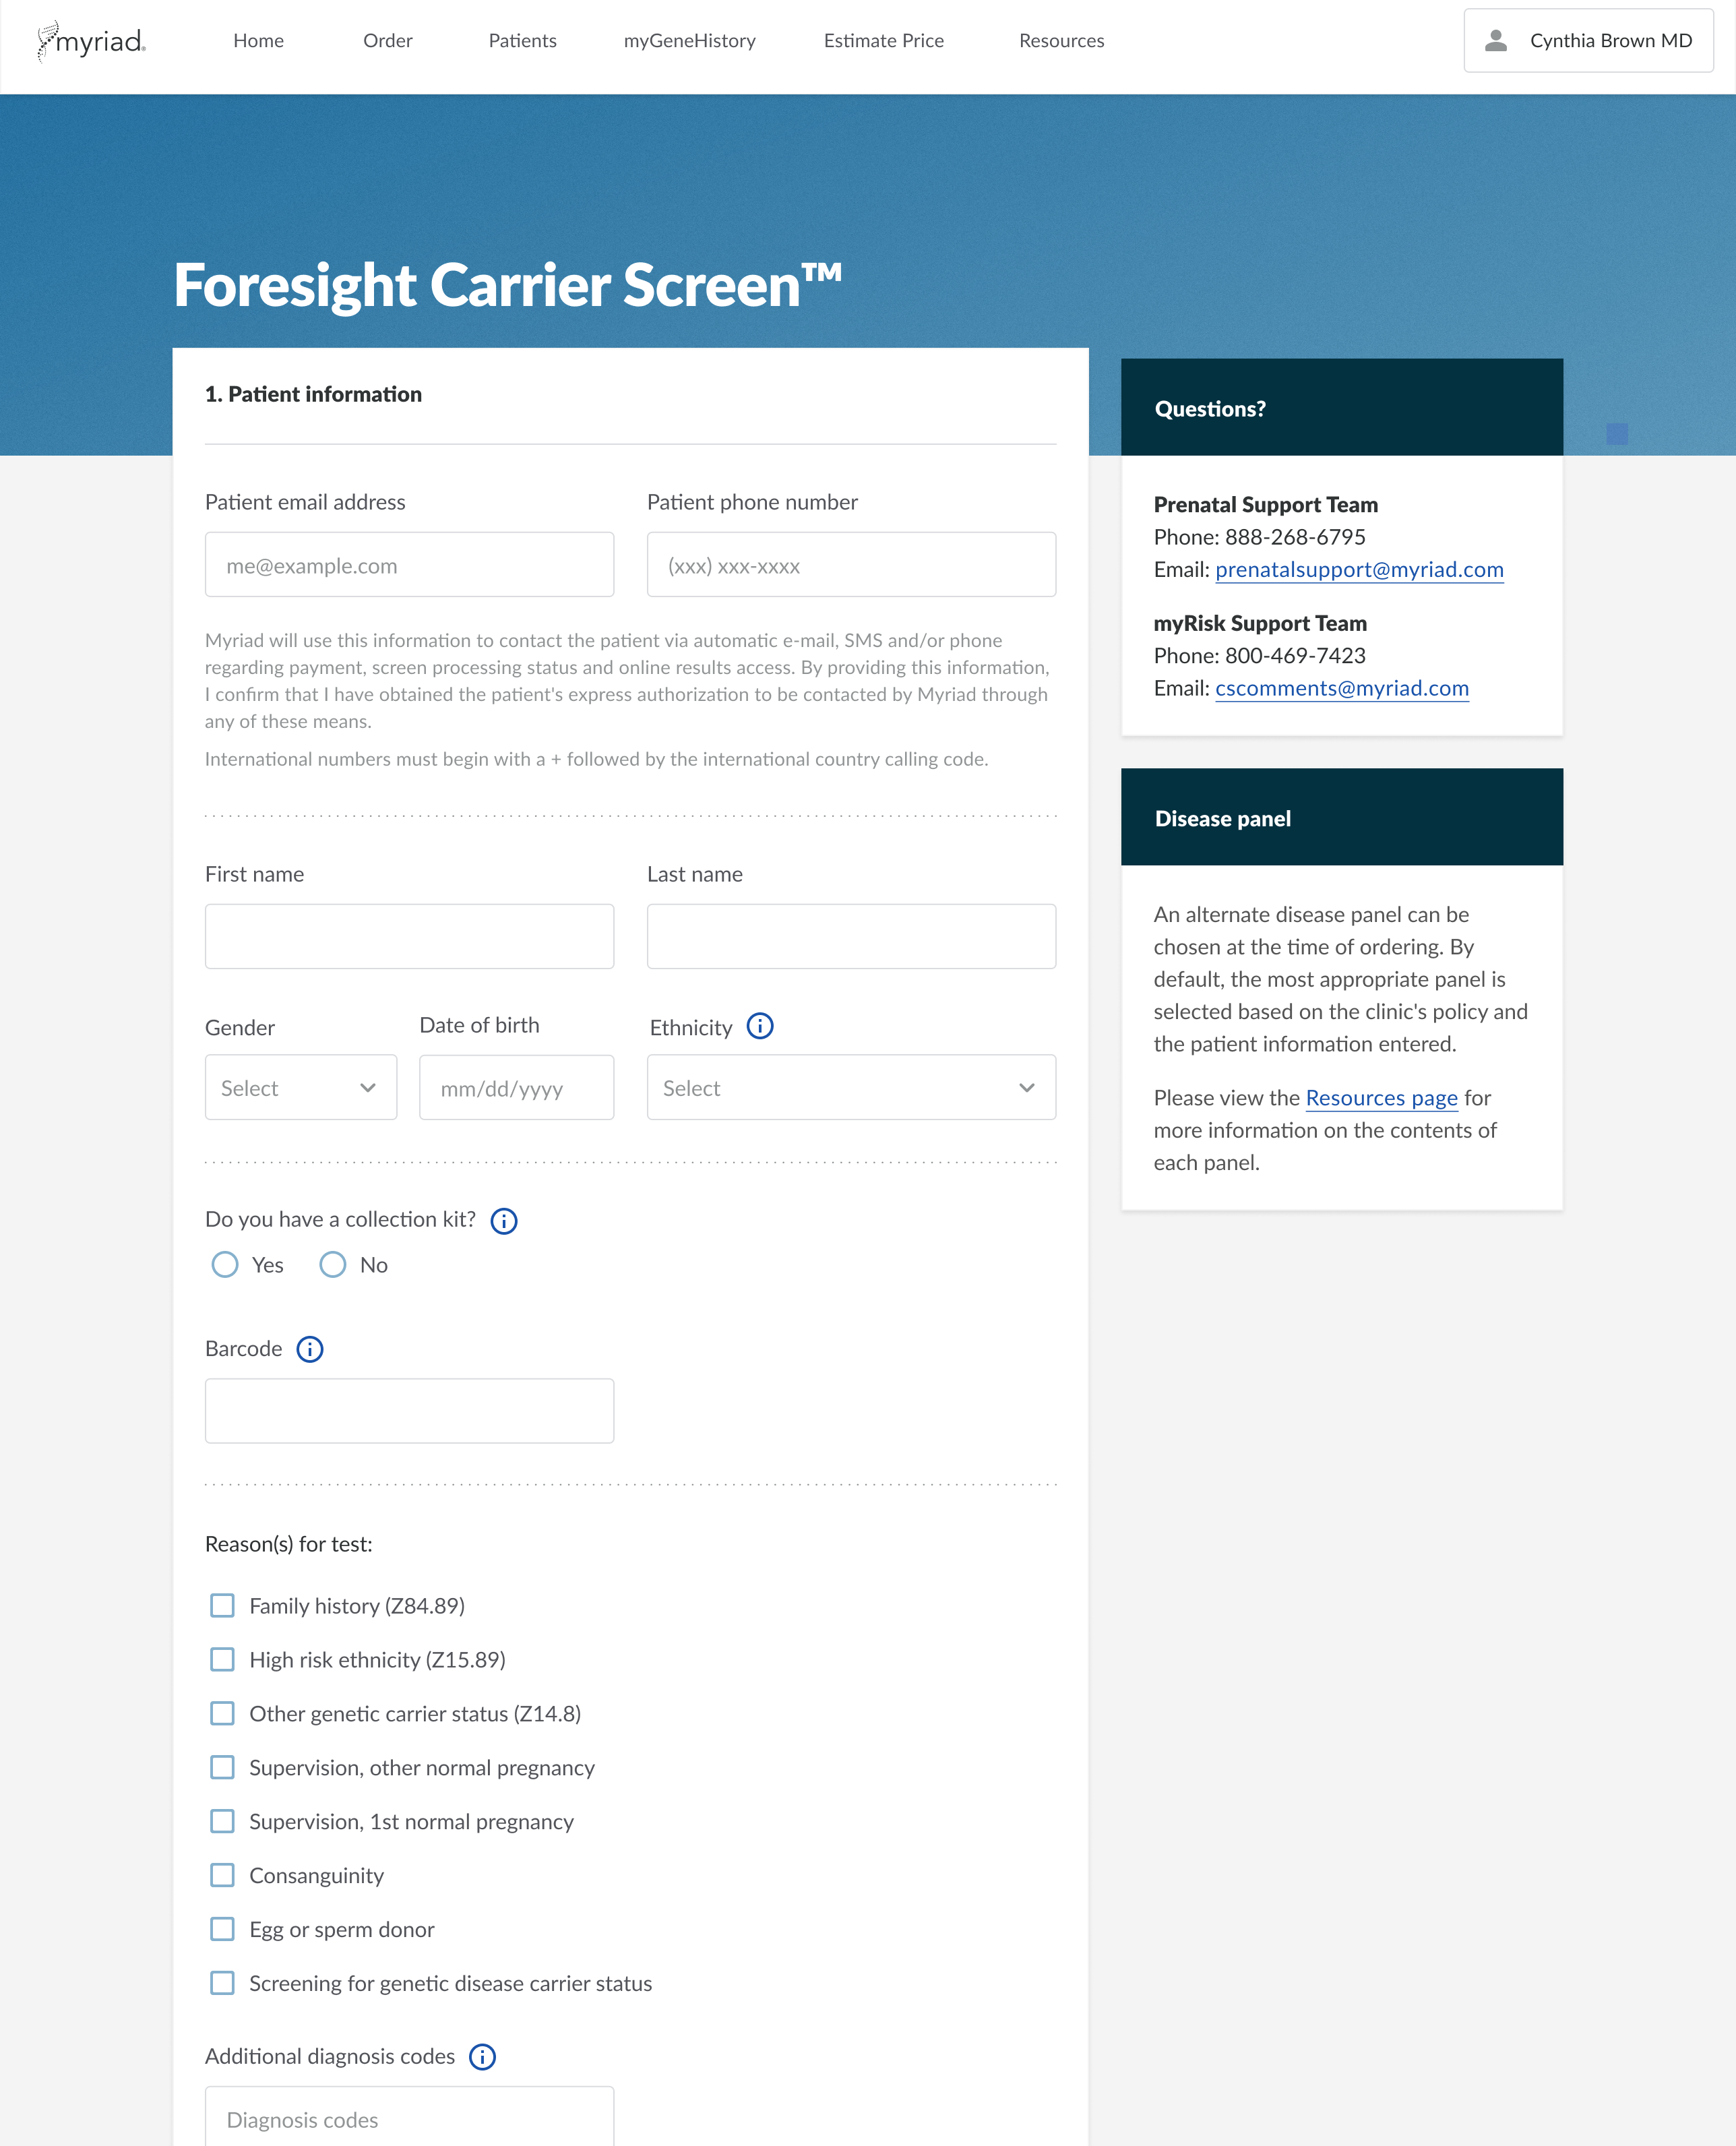 myriad®
Home
Order
Patients
myGeneHistory
Estimate Price
Resources
Cynthia Brown MD
Foresight Carrier Screen™
1. Patient information
Patient email address
Patient phone number
me@example.com
(xxx) xxx-xxxx
Myriad will use this information to contact the patient via automatic e-mail, SMS and/or phone
regarding payment, screen processing status and online results access. By providing this information,
I confirm that I have obtained the patient's express authorization to be contacted by Myriad through
any of these means.
International numbers must begin with a + followed by the international country calling code.
First name
Last name
Gender
Date of birth
Ethnicity
Select
mm/dd/yyyy
Select
Do you have a collection kit?
Yes
No
Barcode
Reason(s) for test:
Family history (Z84.89)
High risk ethnicity (Z15.89)
Other genetic carrier status (Z14.8)
Supervision, other normal pregnancy
Supervision, 1st normal pregnancy
Consanguinity
Egg or sperm donor
Screening for genetic disease carrier status
Additional diagnosis codes
Diagnosis codes
Questions?
Prenatal Support Team
Phone: 888-268-6795
Email: prenatalsupport@myriad.com
myRisk Support Team
Phone: 800-469-7423
Email: cscomments@myriad.com
Disease panel
An alternate disease panel can be
chosen at the time of ordering. By
default, the most appropriate panel is
selected based on the clinic's policy and
the patient information entered.
Please view the Resources page for
more information on the contents of
each panel.